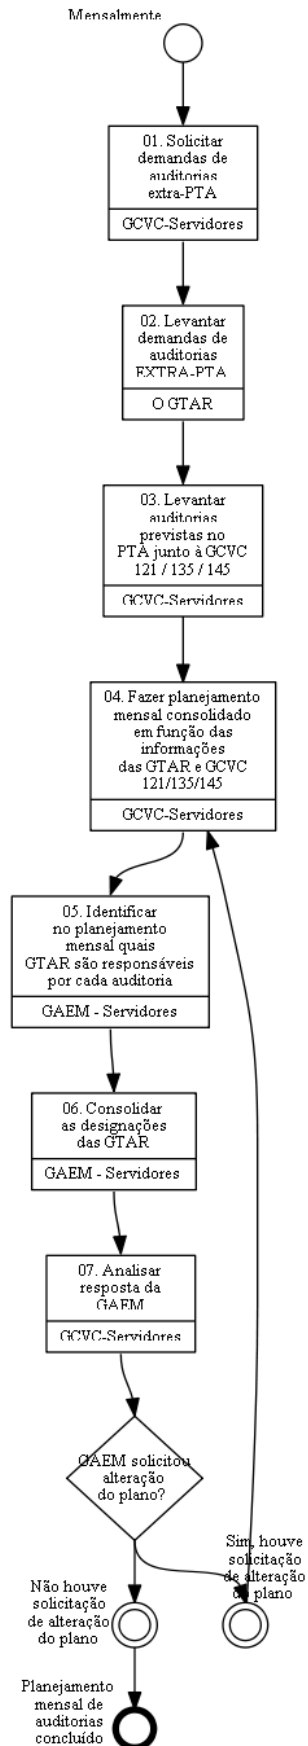 Mensalmente
01. Solicitar
demandas de
auditorias
extra-PTA
GCVC-Servidores
02. Levantar
demandas de
auditorias
EXTRA-PTA
O GTAR
03. Levantar
auditorias
previstas no
PTA junto à GCVC
121 / 135 / 145
GCVC-Servidores
04. Fazer planejamento
mensal consolidado
em função das
informações
das GTAR e GCVC
121/135/145
GCVC-Servidores
05. Identificar
no planejamento
mensal quais
GTAR são responsáveis
por cada auditoria
GAEM - Servidores
06. Consolidar
as designações
das GTAR
GAEM - Servidores
07. Analisar
resposta da
GAEM
GCVC-Servidores
GAEM solicitou
alteração
do plano?
Sim, houve
solicitação
de alteração
do plano
Não houve
solicitação
de alteração
do plano
Planejamento
mensal de
auditorias
concluído